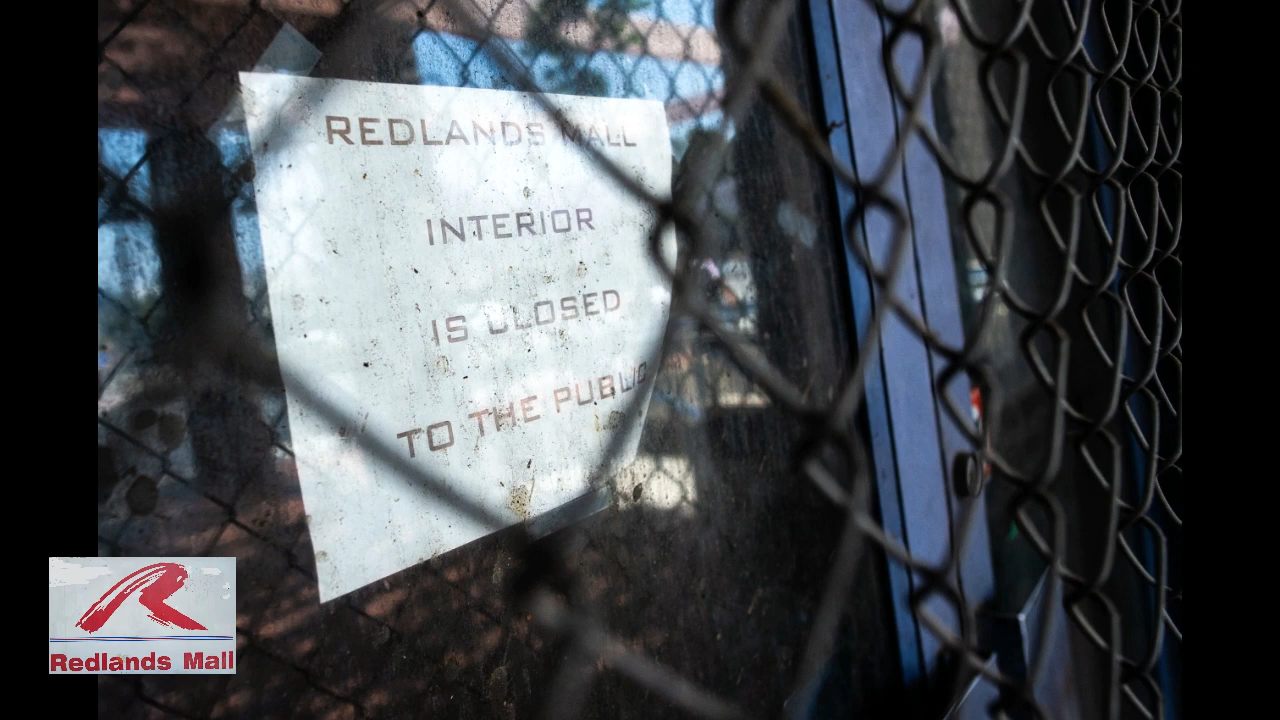 REDLANDS MALL
INTERIOR
IS CLOSED
TO THE PUBLIC
Redlands Mall